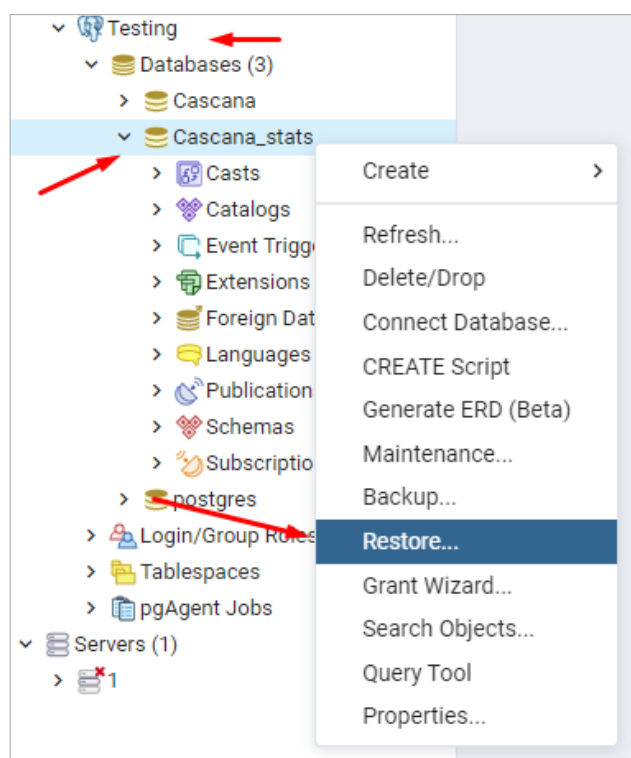 Testing
Databases (3)
Cascana
Cascana_stats
Casts
Catalogs
Event Trigg
Extensions
Foreign Dat
Languages
Publication
Schemas
Subscriptio
postgres
Login/Group Roles
Tablespaces
pgAgent Jobs
Servers (1)
1
Create
Refresh...
Delete/Drop
Connect Database...
CREATE Script
Generate ERD (Beta)
Maintenance...
Backup...
Restore...
Grant Wizard...
Search Objects...
Query Tool
Properties...